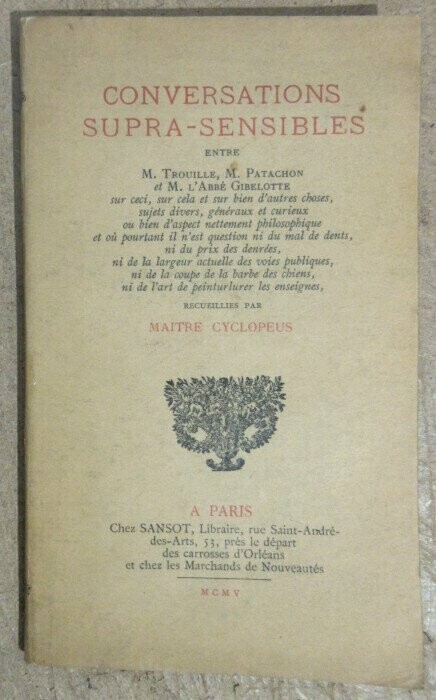 CONVERSATIONS
SUPRA-SENSIBLES
ENTRE
M. TROUILLE, M. PATACHON
et M. L'ABBÉ GIBELOTTE
sur ceci, sur cela et sur bien d'autres choses,
sujets divers, généraux et curieux
ou bien d'aspect nettement philosophique
et où pourtant il n'est question ni du mal de dents,
ni du prix des denrées,
ni de la largeur actuelle des voies publiques,
ni de la coupe de la barbe des chiens,
ni de l'art de peinturlurer les enseignes,
RECUEILLIES PAR
MAITRE CYCLOPEUS
A PARIS
Chez SANSOT, Libraire, rue Saint-André-
des-Arts, 53, près le départ
des carrosses d'Orléans
et chez les Marchands de Nouveautés
MCMV